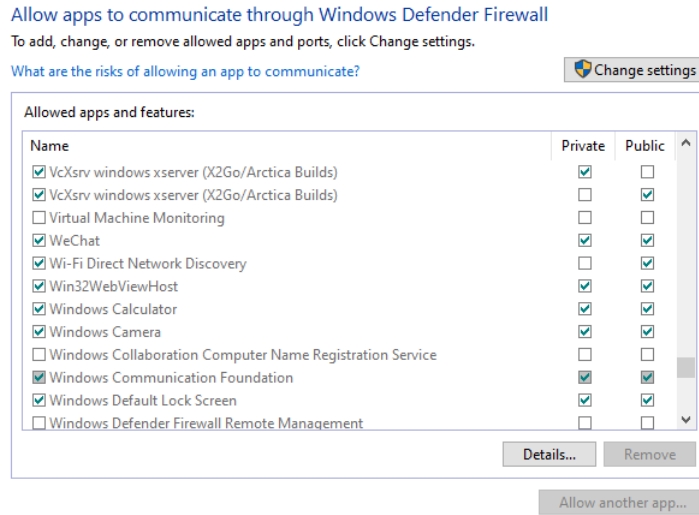 Allow apps to communicate through Windows Defender Firewall
To add, change, or remove allowed apps and ports, click Change settings.
What are the risks of allowing an app to communicate?
Change settings
Allowed apps and features:
Name Private Public
VcXsrv windows xserver (X2Go/Arctica Builds)
VcXsrv windows xserver (X2Go/Arctica Builds)
Virtual Machine Monitoring
WeChat
Wi-Fi Direct Network Discovery
Win32WebViewHost
Windows Calculator
Windows Camera
Windows Collaboration Computer Name Registration Service
Windows Communication Foundation
Windows Default Lock Screen
Windows Defender Firewall Remote Management
Details... Remove
Allow another app...